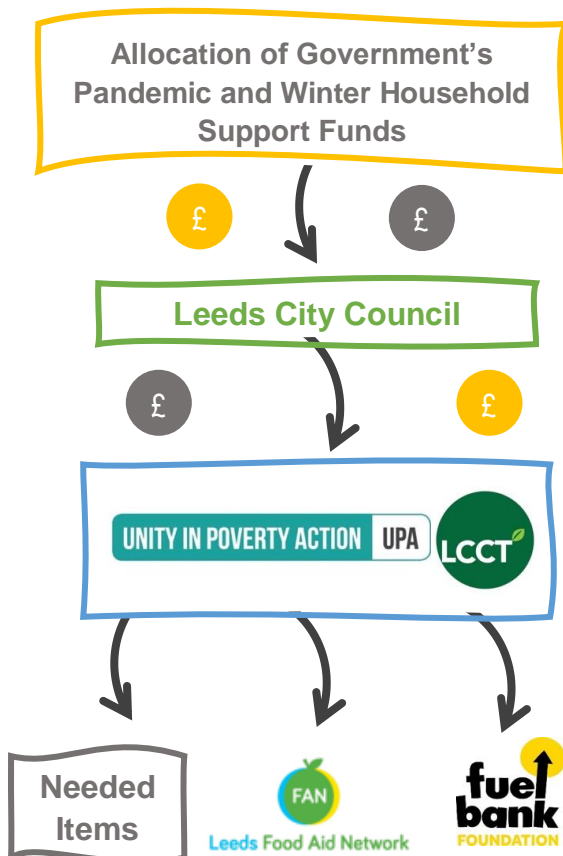 Allocation of Government's
Pandemic and Winter Household
Support Funds
£ £
Leeds City Council
£ £
UNITY IN POVERTY ACTION UPA LCCT
Needed
Items
FAN
Leeds Food Aid Network
fuel
bank
FOUNDATION